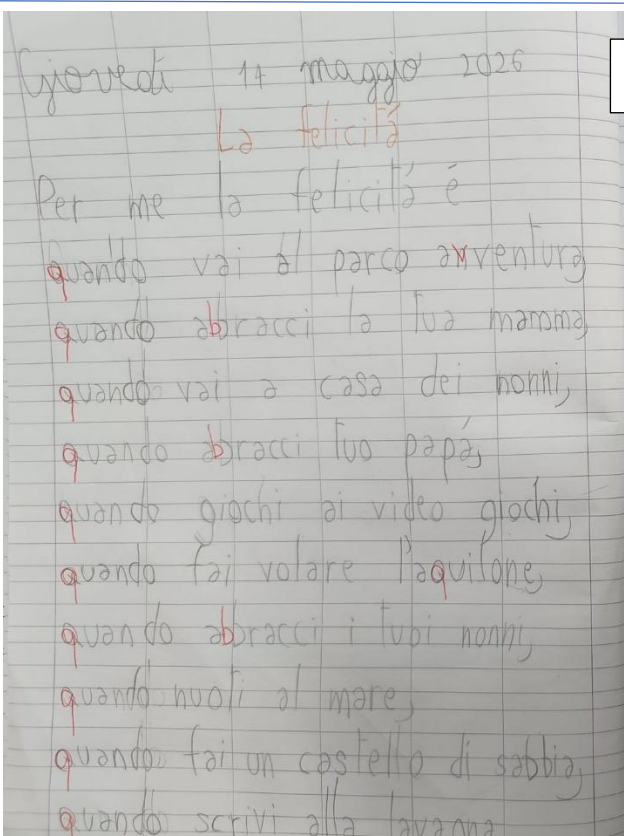 Giovedì 14 maggio 2026
La felicità
Per me la felicità è
quando vai al parco avventura
quando abbracci la tua mamma,
quando vai a casa dei nonni,
quando abbracci tuo papà,
quando giochi ai video giochi,
quando fai volare l'aquilone,
quando abbracci i tuoi nonni,
quando nuoti al mare,
quando fai un castello di sabbia,
quando scrivi alla lavagna